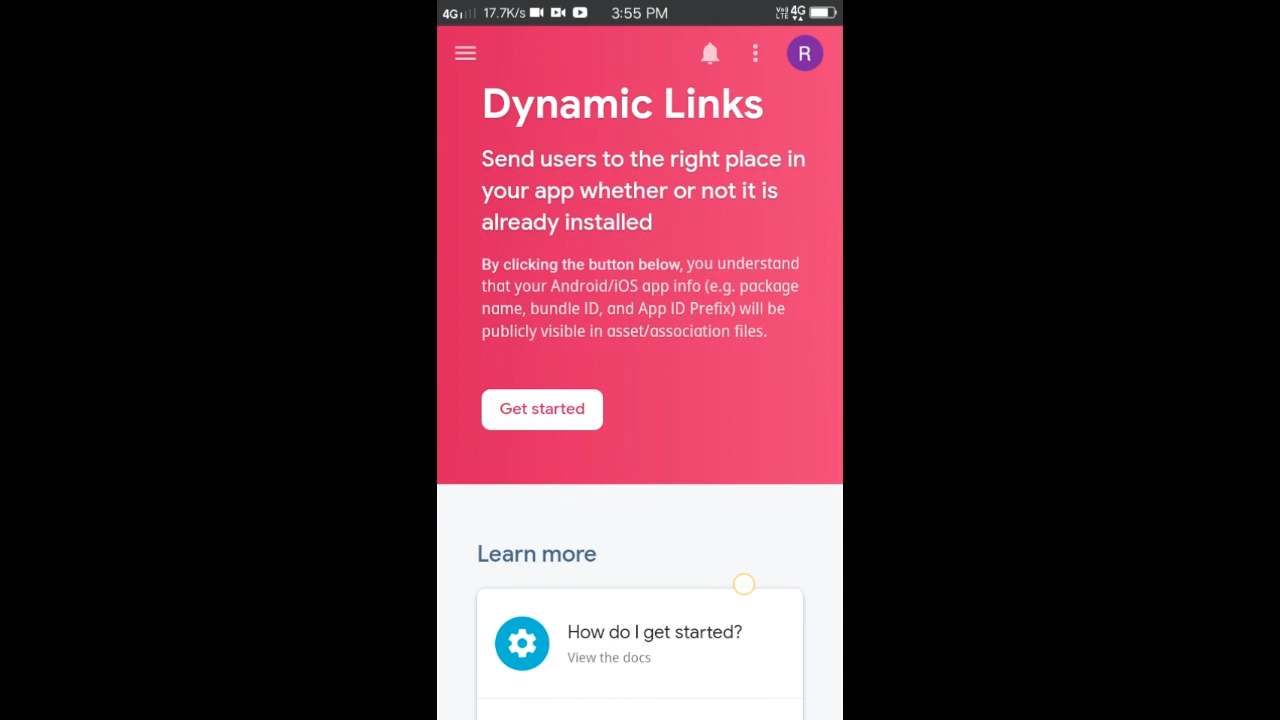 4G 17.7K/s 3:55 PM VoLTE 4G
R
Dynamic Links
Send users to the right place in
your app whether or not it is
already installed
By clicking the button below, you understand
that your Android/iOS app info (e.g. package
name, bundle ID, and App ID Prefix) will be
publicly visible in asset/association files.
Get started
Learn more
How do I get started?
View the docs